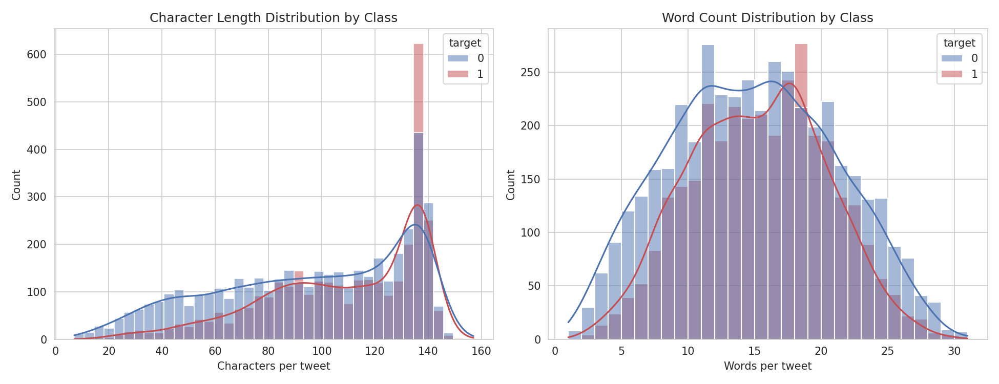 Character Length Distribution by Class
target
0
1
600
500
400
300
200
100
0
Count
0 20 40 60 80 100 120 140 160
Characters per tweet
Word Count Distribution by Class
target
0
1
250
200
150
100
50
0
Count
0 5 10 15 20 25 30
Words per tweet